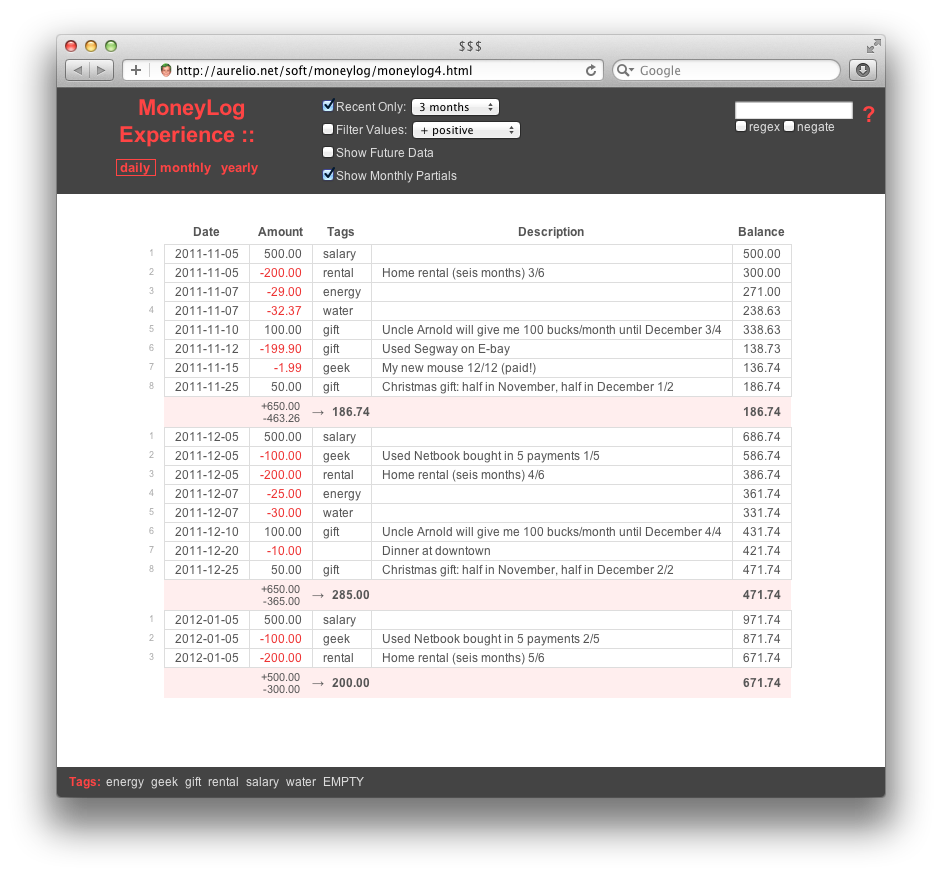 $$$
http://aurelio.net/soft/moneylog/moneylog4.html Google
MoneyLog
Experience ::
daily monthly yearly
Recent Only: 3 months
Filter Values: + positive
Show Future Data
Show Monthly Partials
?
regex negate
Date Amount Tags Description Balance
1 2011-11-05 500.00 salary 500.00
2 2011-11-05 -200.00 rental Home rental (seis months) 3/6 300.00
3 2011-11-07 -29.00 energy 271.00
4 2011-11-07 -32.37 water 238.63
5 2011-11-10 100.00 gift Uncle Arnold will give me 100 bucks/month until December 3/4 338.63
6 2011-11-12 -199.90 gift Used Segway on E-bay 138.73
7 2011-11-15 -1.99 geek My new mouse 12/12 (paid!) 136.74
8 2011-11-25 50.00 gift Christmas gift: half in November, half in December 1/2 186.74
+650.00
-463.26 → 186.74 186.74
1 2011-12-05 500.00 salary 686.74
2 2011-12-05 -100.00 geek Used Netbook bought in 5 payments 1/5 586.74
3 2011-12-05 -200.00 rental Home rental (seis months) 4/6 386.74
4 2011-12-07 -25.00 energy 361.74
5 2011-12-07 -30.00 water 331.74
6 2011-12-10 100.00 gift Uncle Arnold will give me 100 bucks/month until December 4/4 431.74
7 2011-12-20 -10.00 Dinner at downtown 421.74
8 2011-12-25 50.00 gift Christmas gift: half in November, half in December 2/2 471.74
+650.00
-365.00 → 285.00 471.74
1 2012-01-05 500.00 salary 971.74
2 2012-01-05 -100.00 geek Used Netbook bought in 5 payments 2/5 871.74
3 2012-01-05 -200.00 rental Home rental (seis months) 5/6 671.74
+500.00
-300.00 → 200.00 671.74
Tags: energy geek gift rental salary water EMPTY